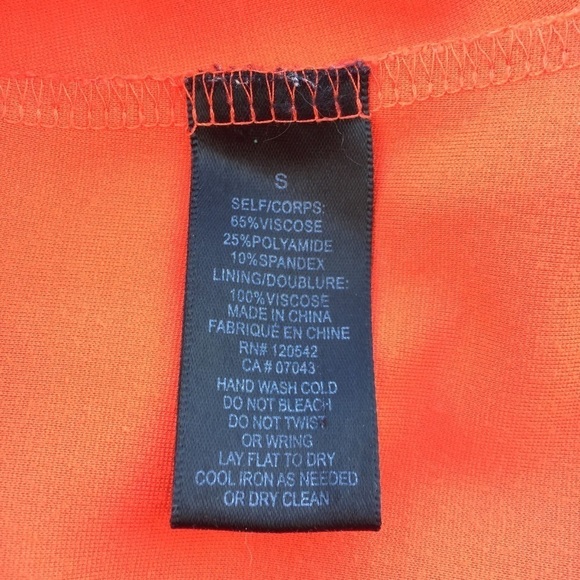 S
SELF/CORPS:
65%VISCOSE
25%POLYAMIDE
10%SPANDEX
LINING/DOUBLURE:
100%VISCOSE
MADE IN CHINA
FABRIQUÉ EN CHINE
RN# 120542
CA # 07043
HAND WASH COLD
DO NOT BLEACH
DO NOT TWIST
OR WRING
LAY FLAT TO DRY
COOL IRON AS NEEDED
OR DRY CLEAN